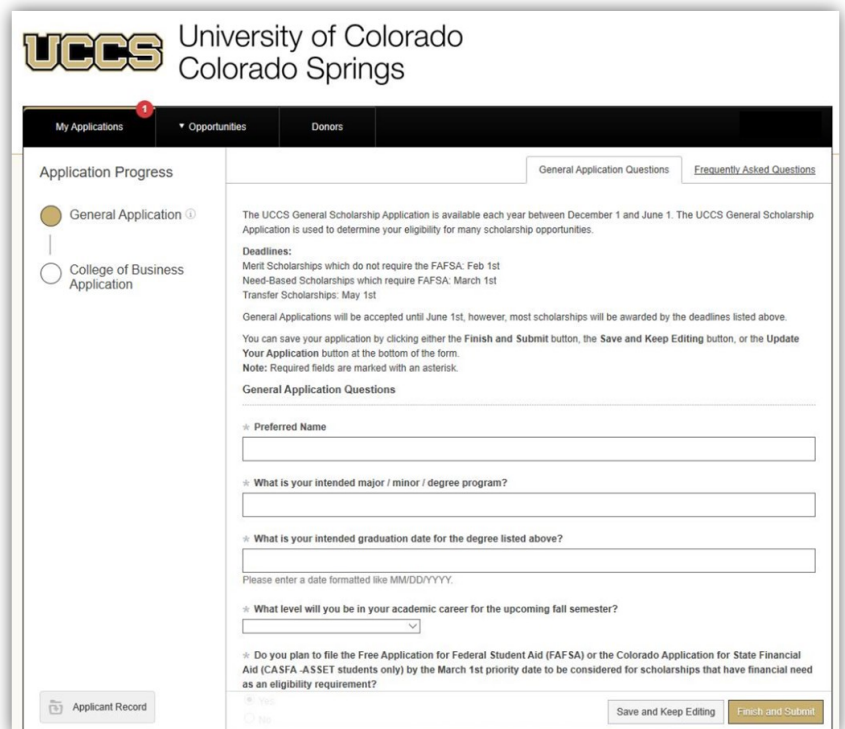 UCCS University of Colorado
Colorado Springs
1
My Applications
Opportunities
Donors
Application Progress
General Application
College of Business
Application
General Application Questions
Frequently Asked Questions
The UCCS General Scholarship Application is available each year between December 1 and June 1. The UCCS General Scholarship
Application is used to determine your eligibility for many scholarship opportunities.
Deadlines:
Merit Scholarships which do not require the FAFSA: Feb 1st
Need-Based Scholarships which require FAFSA: March 1st
Transfer Scholarships: May 1st
General Applications will be accepted until June 1st, however, most scholarships will be awarded by the deadlines listed above.
You can save your application by clicking either the Finish and Submit button, the Save and Keep Editing button, or the Update
Your Application button at the bottom of the form.
Note: Required fields are marked with an asterisk.
General Application Questions
* Preferred Name
* What is your intended major / minor / degree program?
* What is your intended graduation date for the degree listed above?
Please enter a date formatted like MM/DD/YYYY.
* What level will you be in your academic career for the upcoming fall semester?
* Do you plan to file the Free Application for Federal Student Aid (FAFSA) or the Colorado Application for State Financial
Aid (CASFA -ASSET students only) by the March 1st priority date to be considered for scholarships that have financial need
as an eligibility requirement?
Yes
No
Applicant Record
Save and Keep Editing
Finish and Submit